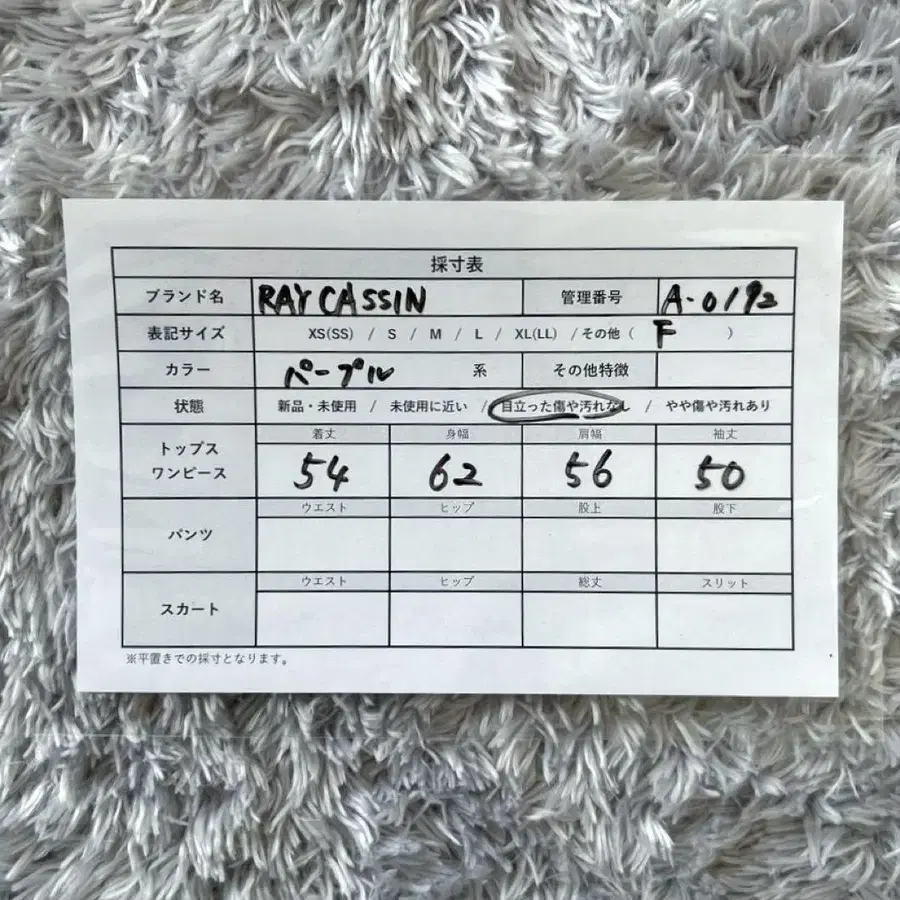 採寸表
ブランド名 RAY CASSIN 管理番号 A-0192
表記サイズ XS(SS) / S / M / L / XL(LL) / その他 ( F )
カラー パープル 系 その他特徴
状態 新品・未使用 / 未使用に近い / 目立った傷や汚れなし / やや傷や汚れあり
トップス ワンピース 着丈 身幅 肩幅 袖丈
54 62 56 50
パンツ ウエスト ヒップ 股上 股下
スカート ウエスト ヒップ 総丈 スリット
※平置きでの採寸となります。